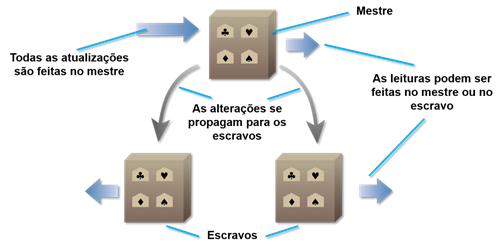 Mestre
Todas as atualizações
são feitas no mestre
As leituras podem ser
feitas no mestre ou no
escravo
As alterações se
propagam para os
escravos
Escravos